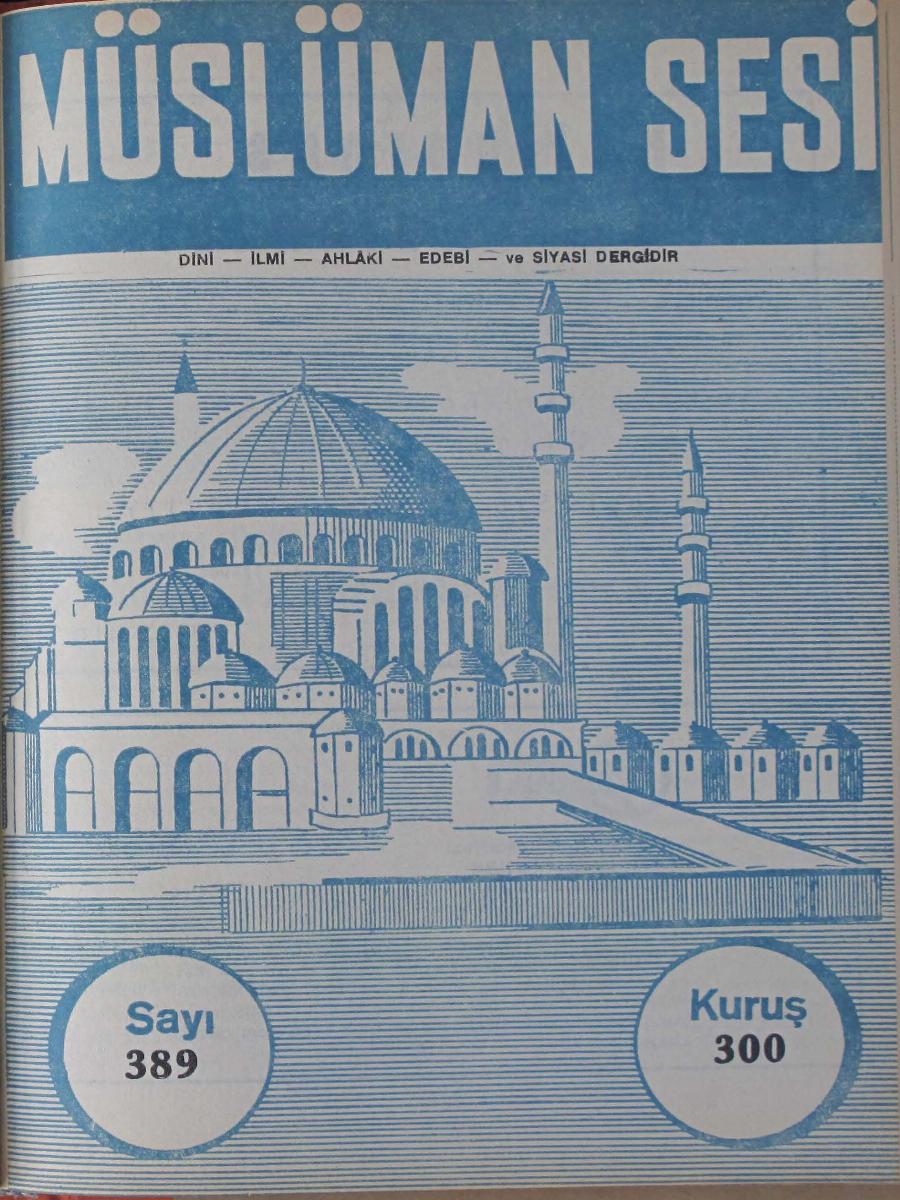 MÜSLÜMAN SESİ
DİNİ — İLMİ — AHLÂKİ — EDEBİ — ve SİYASİ DERGİDİR
Sayı
389
Kuruş
300